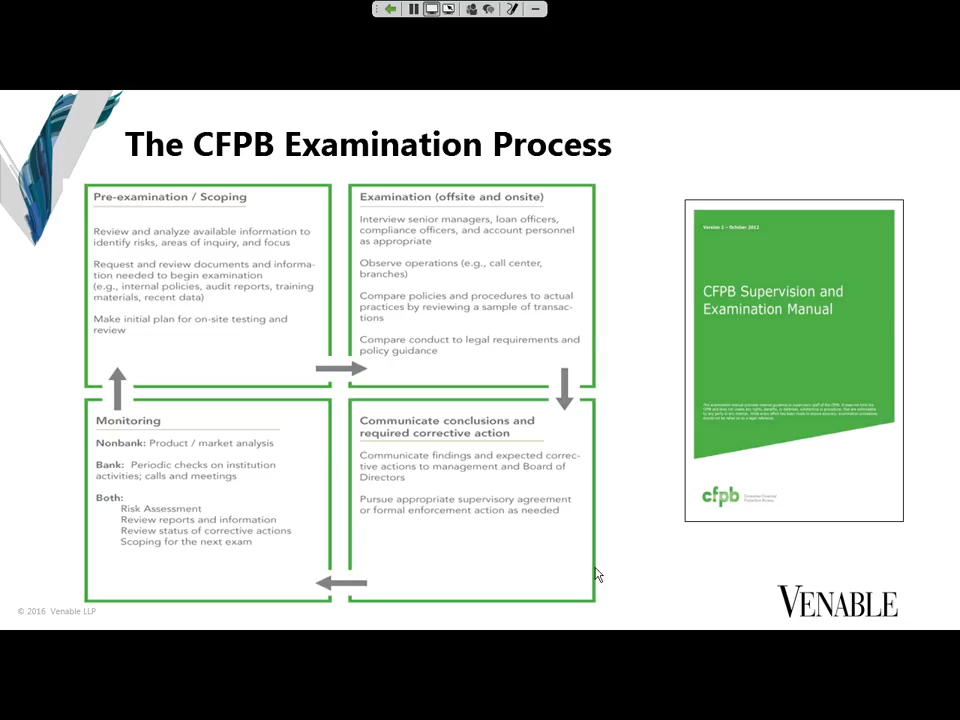 The CFPB Examination Process
Pre-examination / Scoping
Review and analyze available information to
identify risks, areas of inquiry, and focus
Request and review documents and informa-
tion needed to begin examination
(e.g., internal policies, audit reports, training
materials, recent data)
Make initial plan for on-site testing and
review
Examination (offsite and onsite)
Interview senior managers, loan officers,
compliance officers, and account personnel
as appropriate
Observe operations (e.g., call center,
branches)
Compare policies and procedures to actual
practices by reviewing a sample of transac-
tions
Compare conduct to legal requirements and
policy guidance
Monitoring
Nonbank: Product / market analysis
Bank: Periodic checks on institution
activities; calls and meetings
Both:
Risk Assessment
Review reports and information
Review status of corrective actions
Scoping for the next exam
Communicate conclusions and
required corrective action
Communicate findings and expected correc-
tive actions to management and Board of
Directors
Pursue appropriate supervisory agreement
or formal enforcement action as needed
Version 2 – October 2012
CFPB Supervision and
Examination Manual
cfpb
Consumer Financial
Protection Bureau
© 2016 Venable LLP
VENABLE